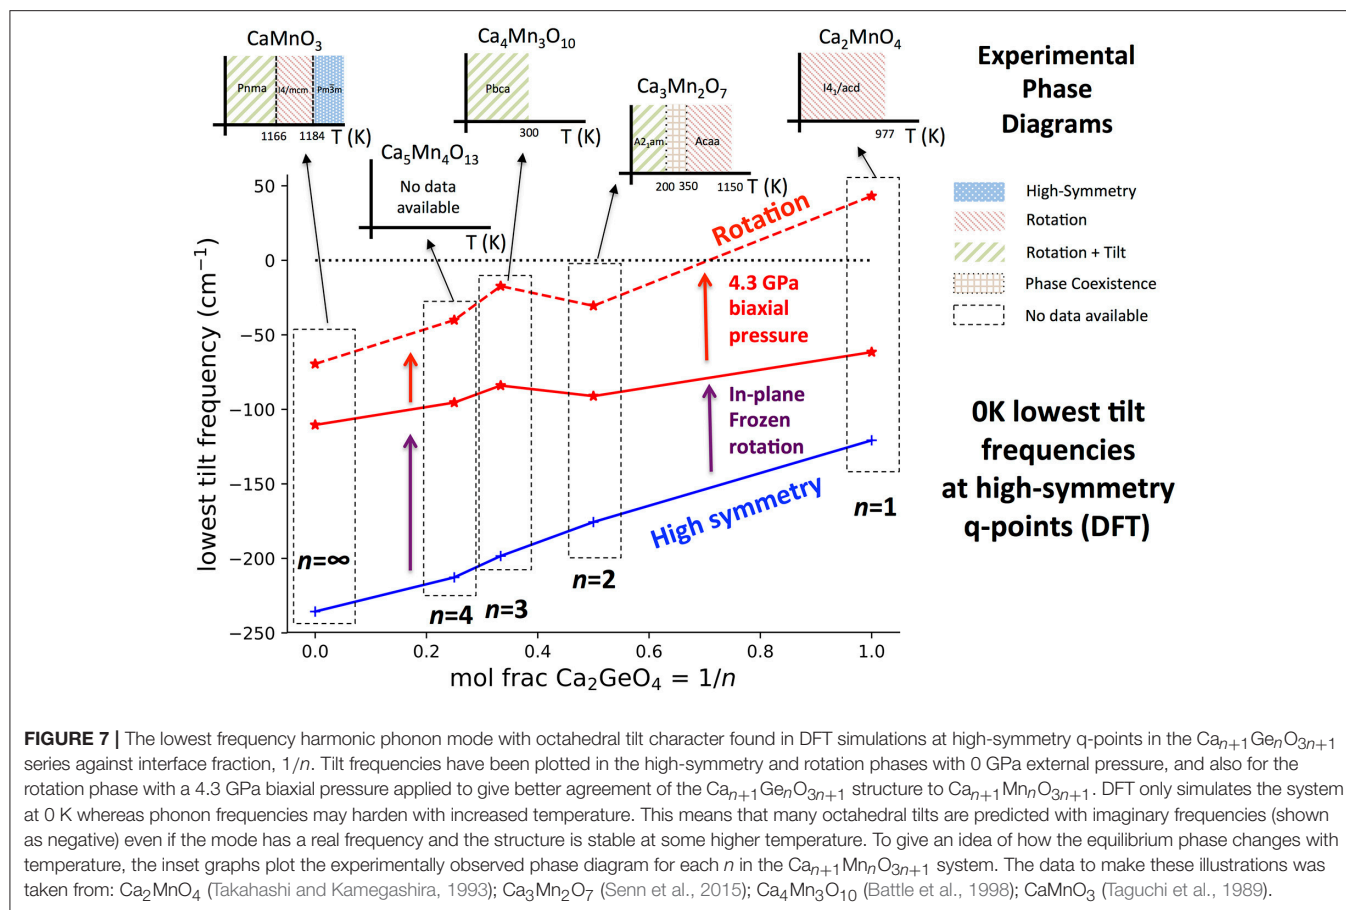 CaMnO3
Pnma
I4/mcm
Pm3̄m
1166
1184
T (K)
Ca4Mn3O10
Pbca
300
T (K)
Ca2MnO4
I41/acd
977
T (K)
Ca3Mn2O7
A21am
Acaa
200
350
1150
T (K)
Ca5Mn4O13
No data
available
T (K)
Experimental
Phase
Diagrams
High-Symmetry
Rotation
Rotation + Tilt
Phase Coexistence
No data available
0K lowest tilt
frequencies
at high-symmetry
q-points (DFT)
lowest tilt frequency (cm⁻¹)
50
0
−50
−100
−150
−200
−250
Rotation
4.3 GPa
biaxial
pressure
In-plane
Frozen
rotation
High symmetry
n=∞
n=4
n=3
n=2
n=1
0.0
0.2
0.4
0.6
0.8
1.0
mol frac Ca2GeO4 = 1/n
FIGURE 7 | The lowest frequency harmonic phonon mode with octahedral tilt character found in DFT simulations at high-symmetry q-points in the Can+1GenO3n+1
series against interface fraction, 1/n. Tilt frequencies have been plotted in the high-symmetry and rotation phases with 0 GPa external pressure, and also for the
rotation phase with a 4.3 GPa biaxial pressure applied to give better agreement of the Can+1GenO3n+1 structure to Can+1MnnO3n+1. DFT only simulates the system
at 0 K whereas phonon frequencies may harden with increased temperature. This means that many octahedral tilts are predicted with imaginary frequencies (shown
as negative) even if the mode has a real frequency and the structure is stable at some higher temperature. To give an idea of how the equilibrium phase changes with
temperature, the inset graphs plot the experimentally observed phase diagram for each n in the Can+1MnnO3n+1 system. The data to make these illustrations was
taken from: Ca2MnO4 (Takahashi and Kamegashira, 1993); Ca3Mn2O7 (Senn et al., 2015); Ca4Mn3O10 (Battle et al., 1998); CaMnO3 (Taguchi et al., 1989).